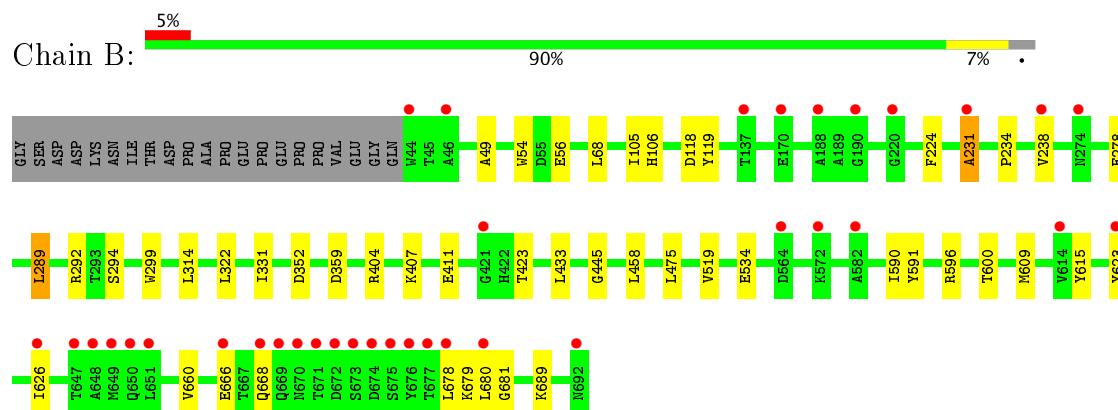 5%
Chain B:
90%
7%
•
GLY SER ASP ASP LYS ASN ILE THR ASP PRO ALA PRO GLU PRO GLU PRO PRO VAL GLU GLY GLN W44 T45 A46 A49 W54 D55 E56 L68 I105 H106 D118 Y119 T137 E170 A188 A189 G190 G220 F224 A231 P234 V238 N274
L289 R292 T293 S294 W299 L314 L322 I331 D352 D359 R404 K407 E411 G421 H422 T423 L433 G445 L458 L475 V519 E534 D564 K572 A582 I590 Y591 R596 T600 M609 V614 Y615
I626 T647 A648 M649 Q650 L651 V660 E666 T667 Q668 Q669 N670 T671 D672 S673 D674 S675 Y676 T677 L678 K679 L680 G681 K689 N692